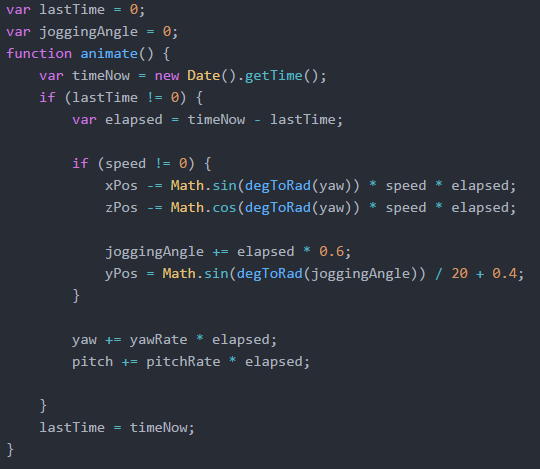 var lastTime = 0;
var joggingAngle = 0;
function animate() {
    var timeNow = new Date().getTime();
    if (lastTime != 0) {
        var elapsed = timeNow - lastTime;

        if (speed != 0) {
            xPos -= Math.sin(degToRad(yaw)) * speed * elapsed;
            zPos -= Math.cos(degToRad(yaw)) * speed * elapsed;

            joggingAngle += elapsed * 0.6;
            yPos = Math.sin(degToRad(joggingAngle)) / 20 + 0.4;
        }

        yaw += yawRate * elapsed;
        pitch += pitchRate * elapsed;

    }
    lastTime = timeNow;
}